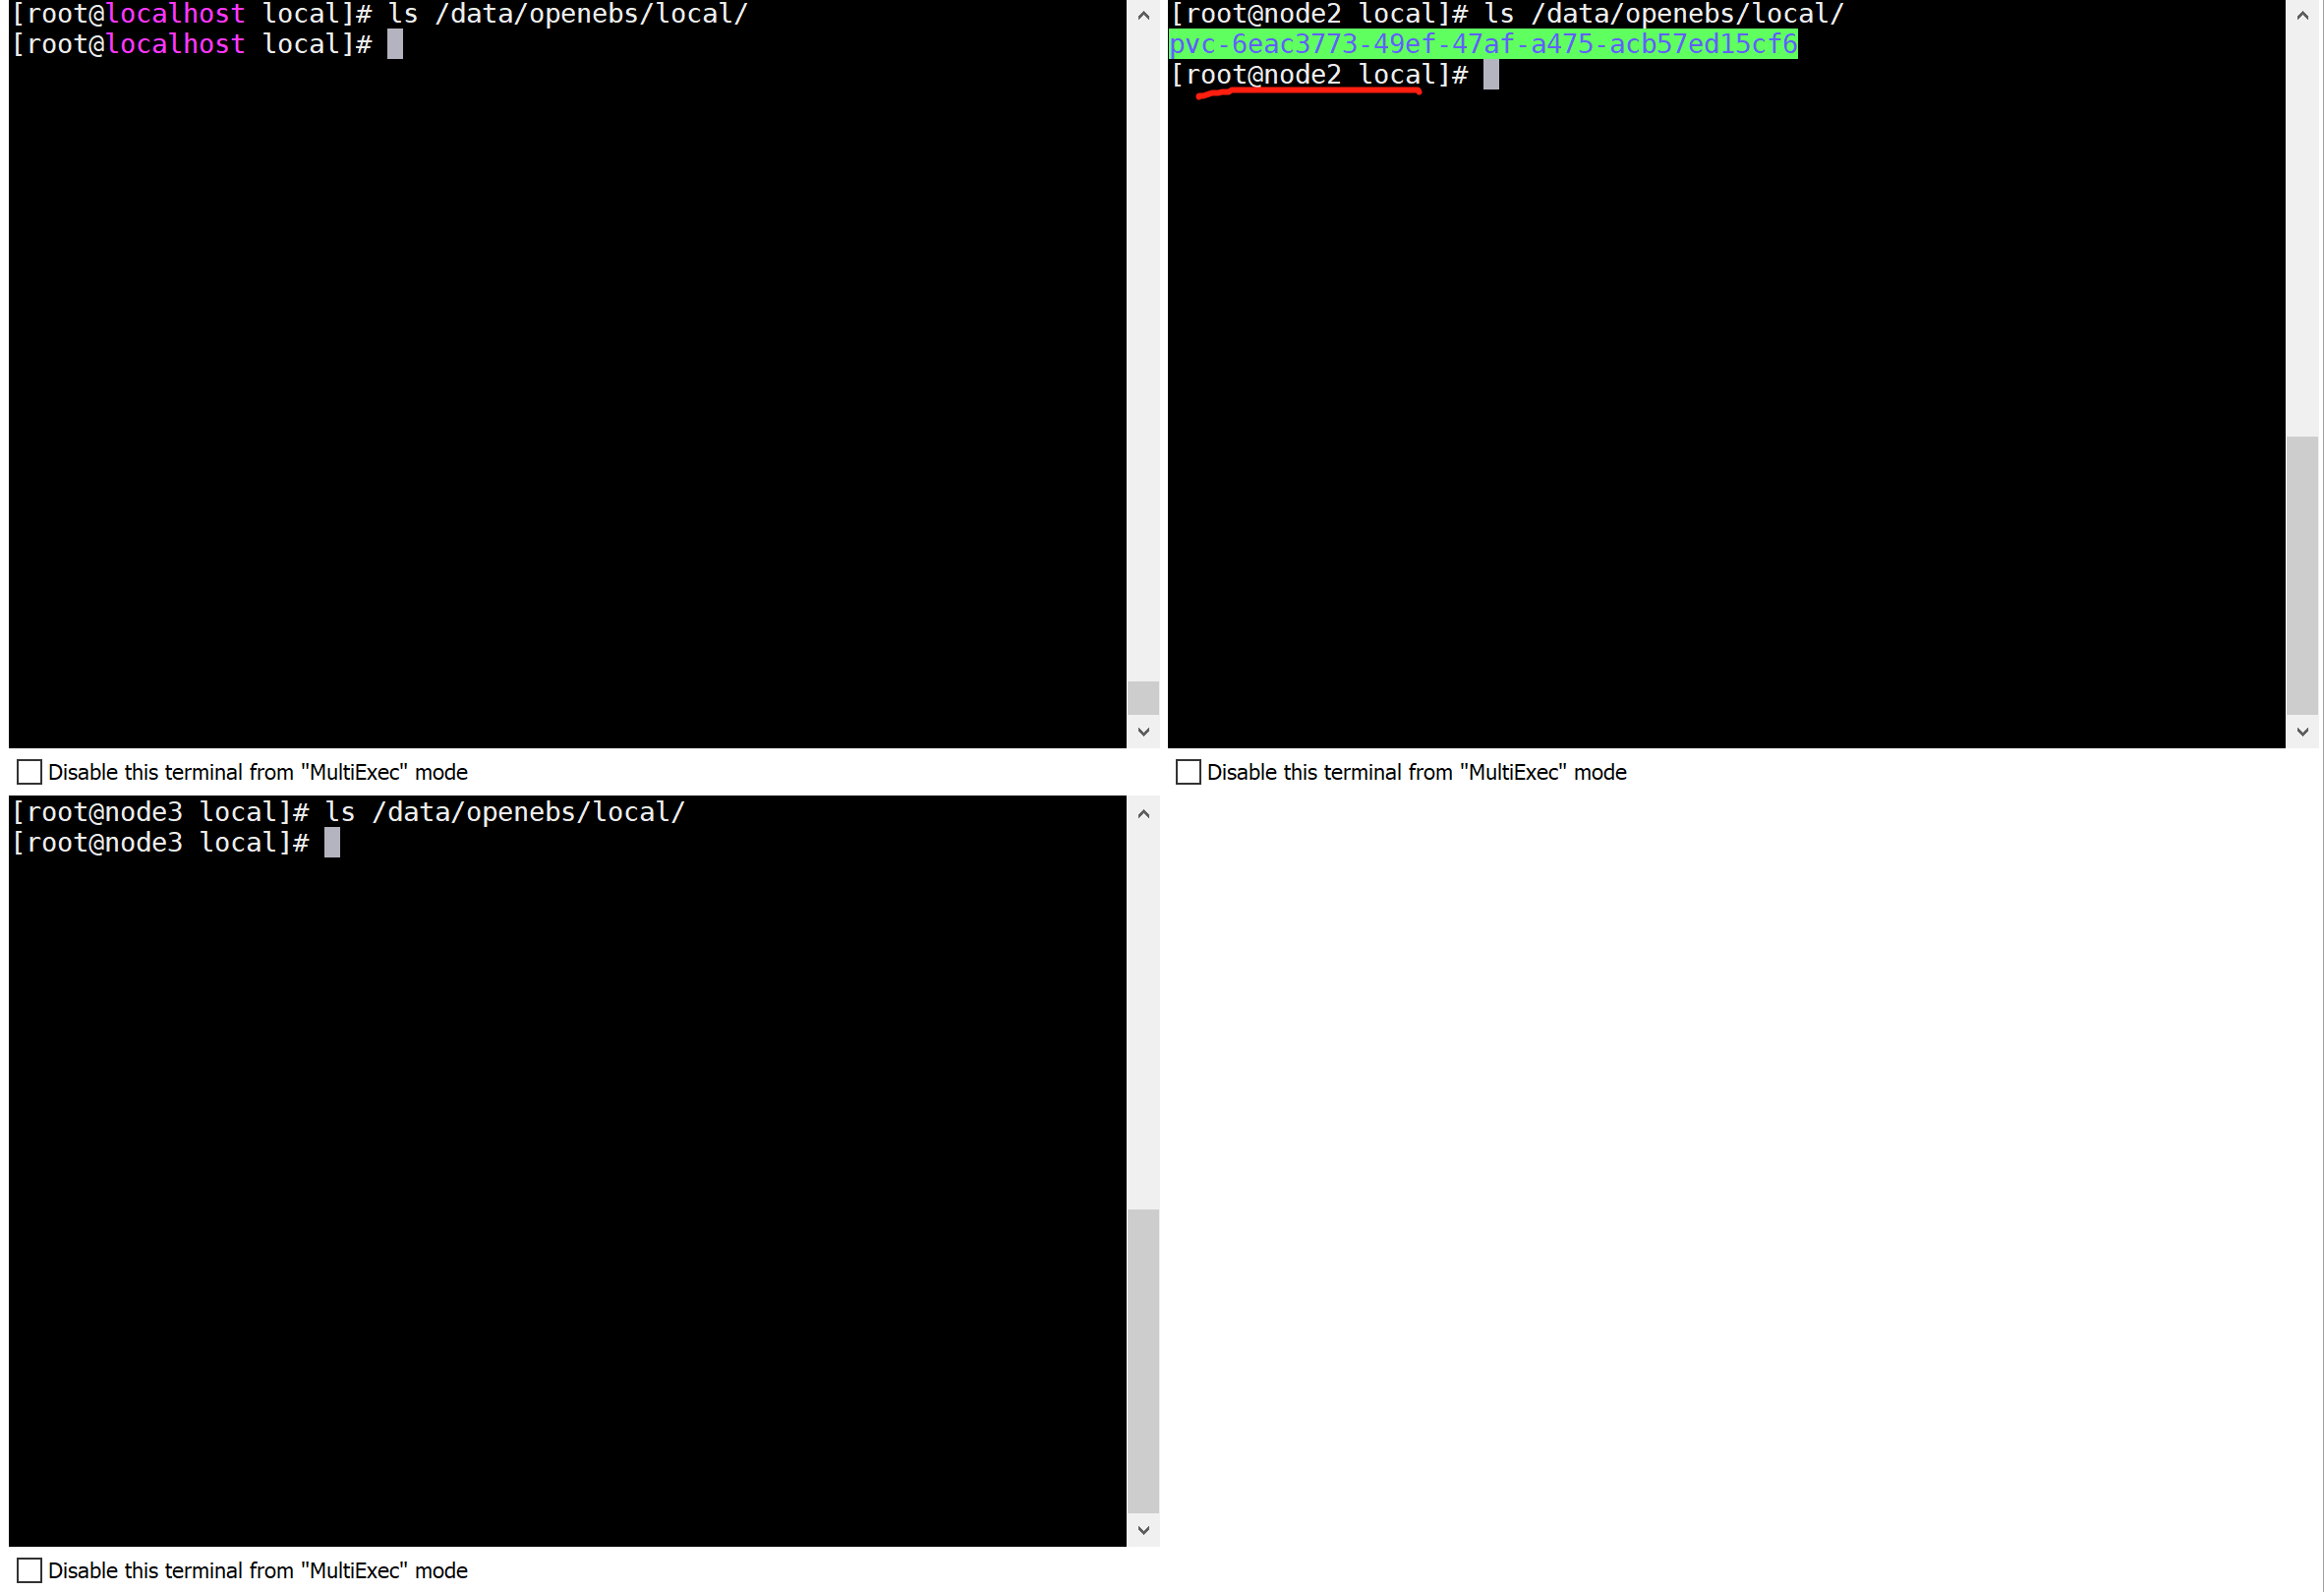 [root@localhost local]# ls /data/openebs/local/
[root@localhost local]#
[root@node2 local]# ls /data/openebs/local/
pvc-6eac3773-49ef-47af-a475-acb57ed15cf6
[root@node2 local]#
Disable this terminal from "MultiExec" mode
Disable this terminal from "MultiExec" mode
[root@node3 local]# ls /data/openebs/local/
[root@node3 local]#
Disable this terminal from "MultiExec" mode